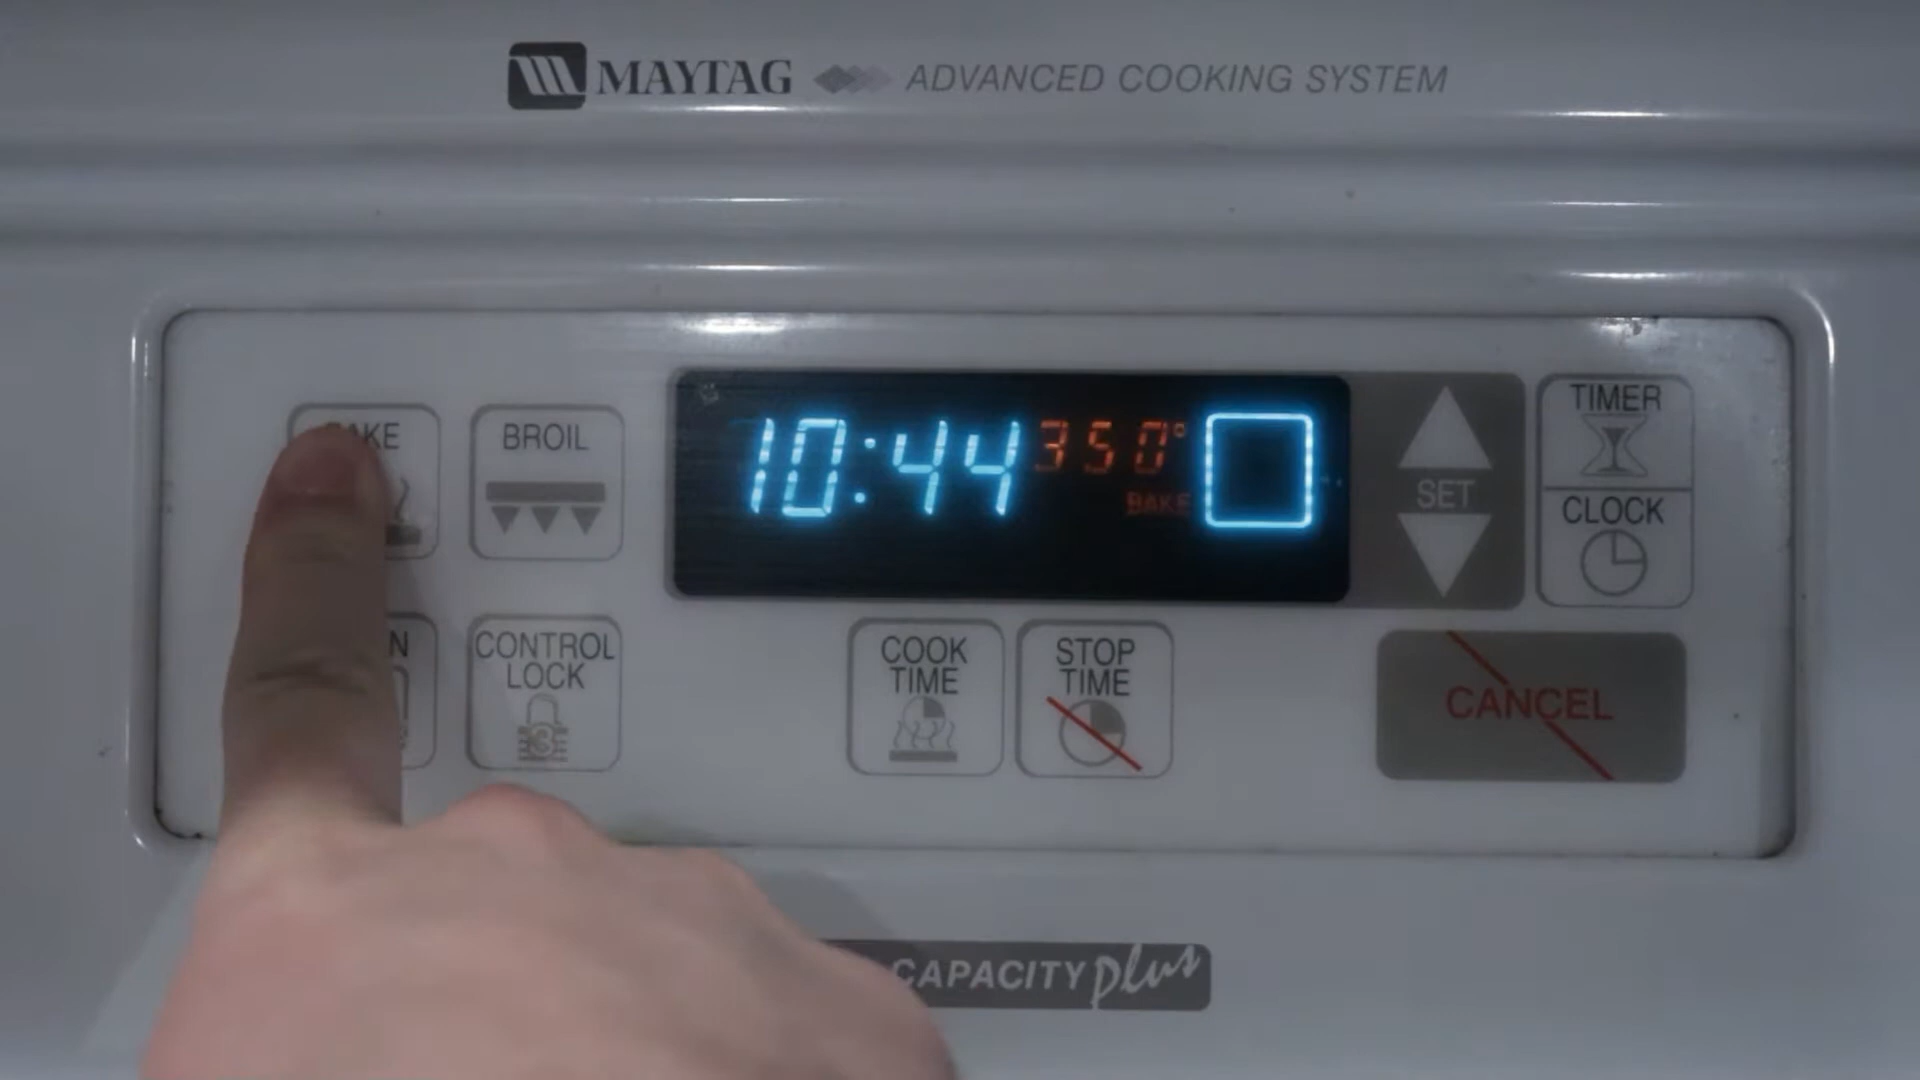 MAYTAG ADVANCED COOKING SYSTEM
BROIL
10:44 350°
BAKE
SET
TIMER
CLOCK
CONTROL
LOCK
COOK
TIME
STOP
TIME
CANCEL
CAPACITY plus